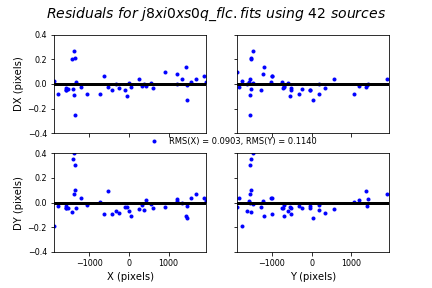 Residuals for j8xi0xs0q_flc.fits using 42 sources
DX (pixels)
0.4
0.2
0.0
−0.2
−0.4
RMS(X) = 0.0903, RMS(Y) = 0.1140
DY (pixels)
0.4
0.2
0.0
−0.2
−0.4
−1000 0 1000
−1000 0 1000
X (pixels)
Y (pixels)